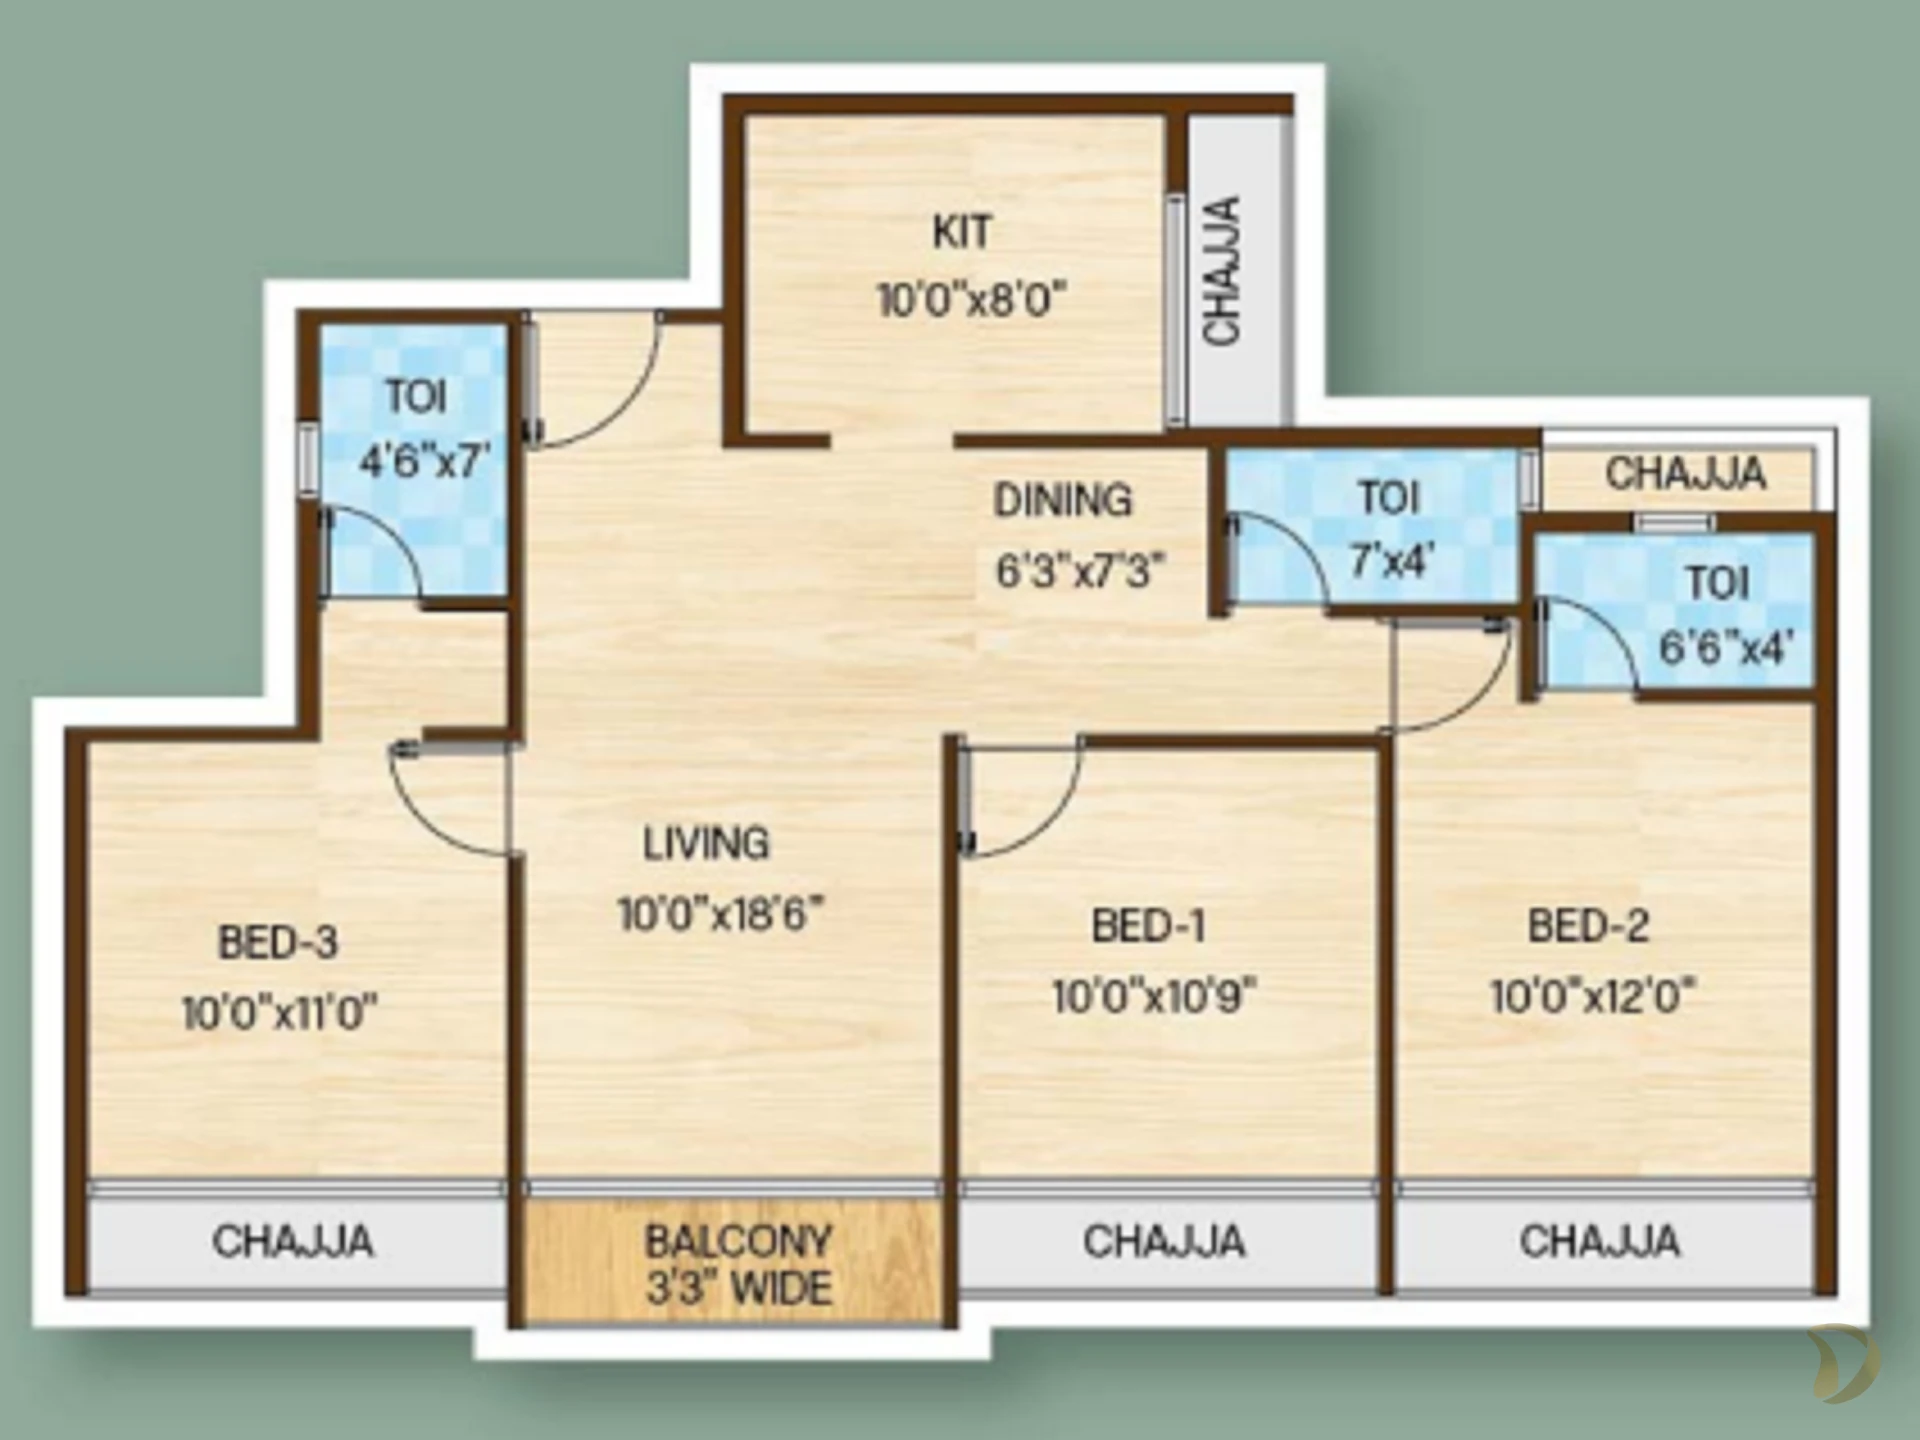 KIT
10'0"x8'0"
CHAJJA
TOI
4'6"x7'
DINING
6'3"x7'3"
TOI
7'x4'
CHAJJA
TOI
6'6"x4'
LIVING
10'0"x18'6"
BED-3
10'0"x11'0"
BED-1
10'0"x10'9"
BED-2
10'0"x12'0"
CHAJJA
BALCONY
3'3" WIDE
CHAJJA
CHAJJA